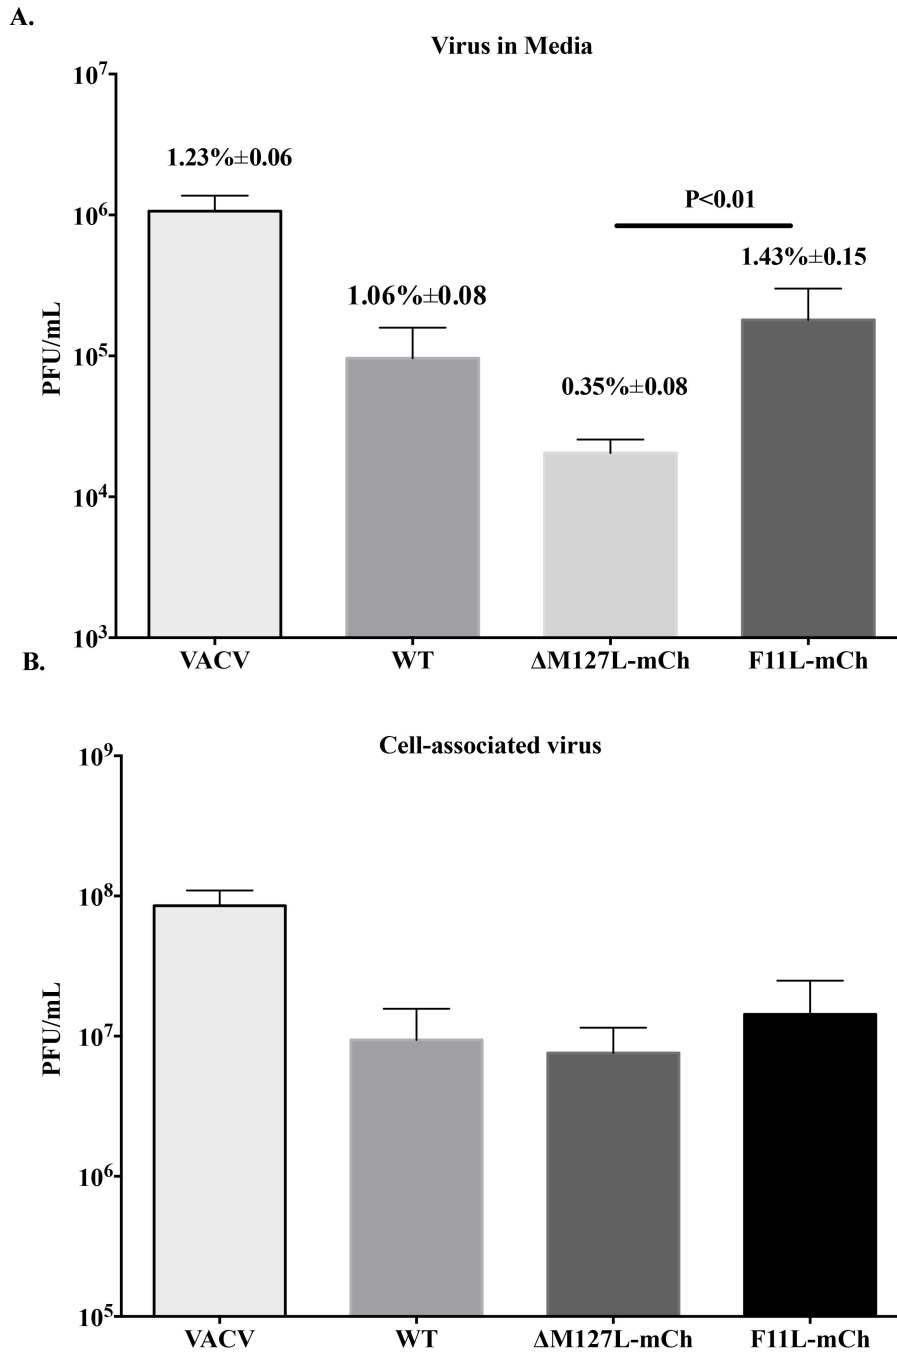 A.
Virus in Media
10⁷
1.23%±0.06
P<0.01
10⁶
1.43%±0.15
1.06%±0.08
PFU/mL
10⁵
0.35%±0.08
10⁴
10³
VACV WT ΔM127L-mCh F11L-mCh
B.
Cell-associated virus
10⁹
10⁸
PFU/mL
10⁷
10⁶
10⁵
VACV WT ΔM127L-mCh F11L-mCh